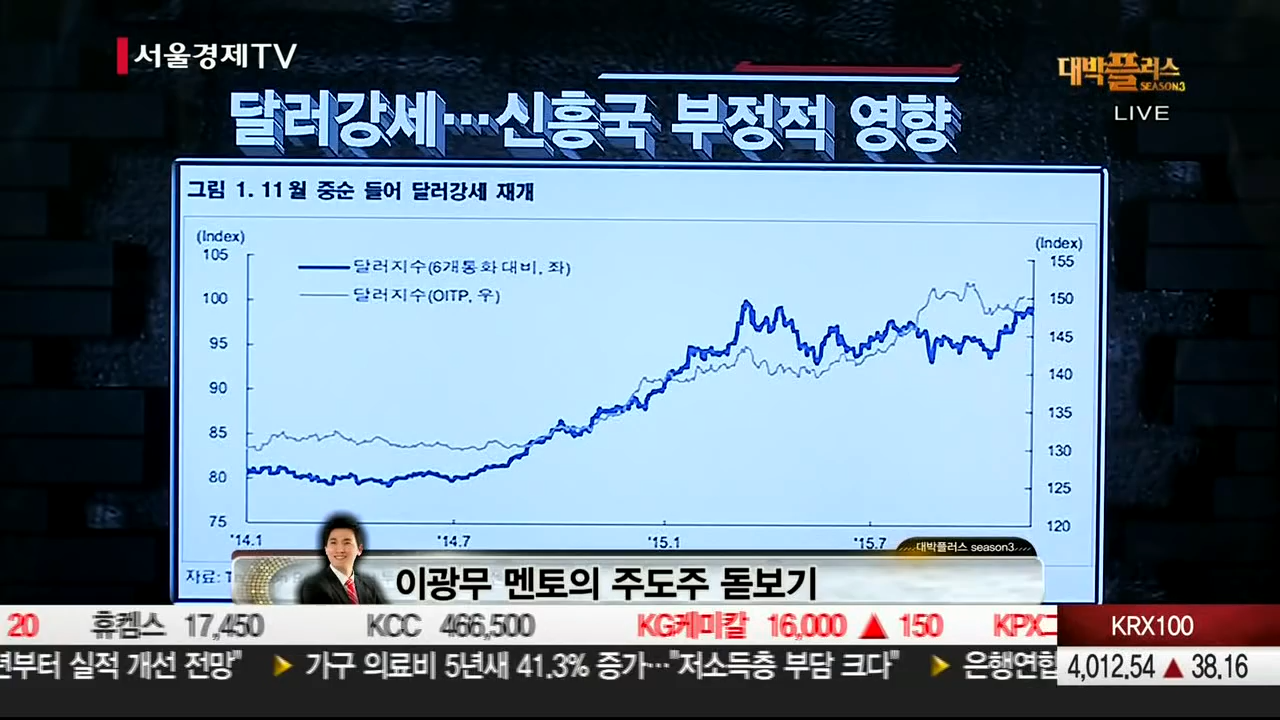 서울경제TV
대박플러스
SEASON3
LIVE
달러강세···신흥국 부정적 영향
그림 1. 11월 중순 들어 달러강세 재개
(Index)
(Index)
달러지수(6개통화 대비, 좌)
달러지수(OITP, 우)
105
100
95
90
85
80
75
155
150
145
140
135
130
125
120
'14.1
'14.7
'15.1
'15.7
자료:
대박플러스 season3
이광무 멘토의 주도주 돋보기
20 휴켐스 17,450 KCC 466,500 KG케미칼 16,000 ▲ 150 KPX그
KRX100
년부터 실적 개선 전망" ▶ 가구 의료비 5년새 41.3% 증가···"저소득층 부담 크다" ▶ 은행연합
4,012.54 ▲ 38.16